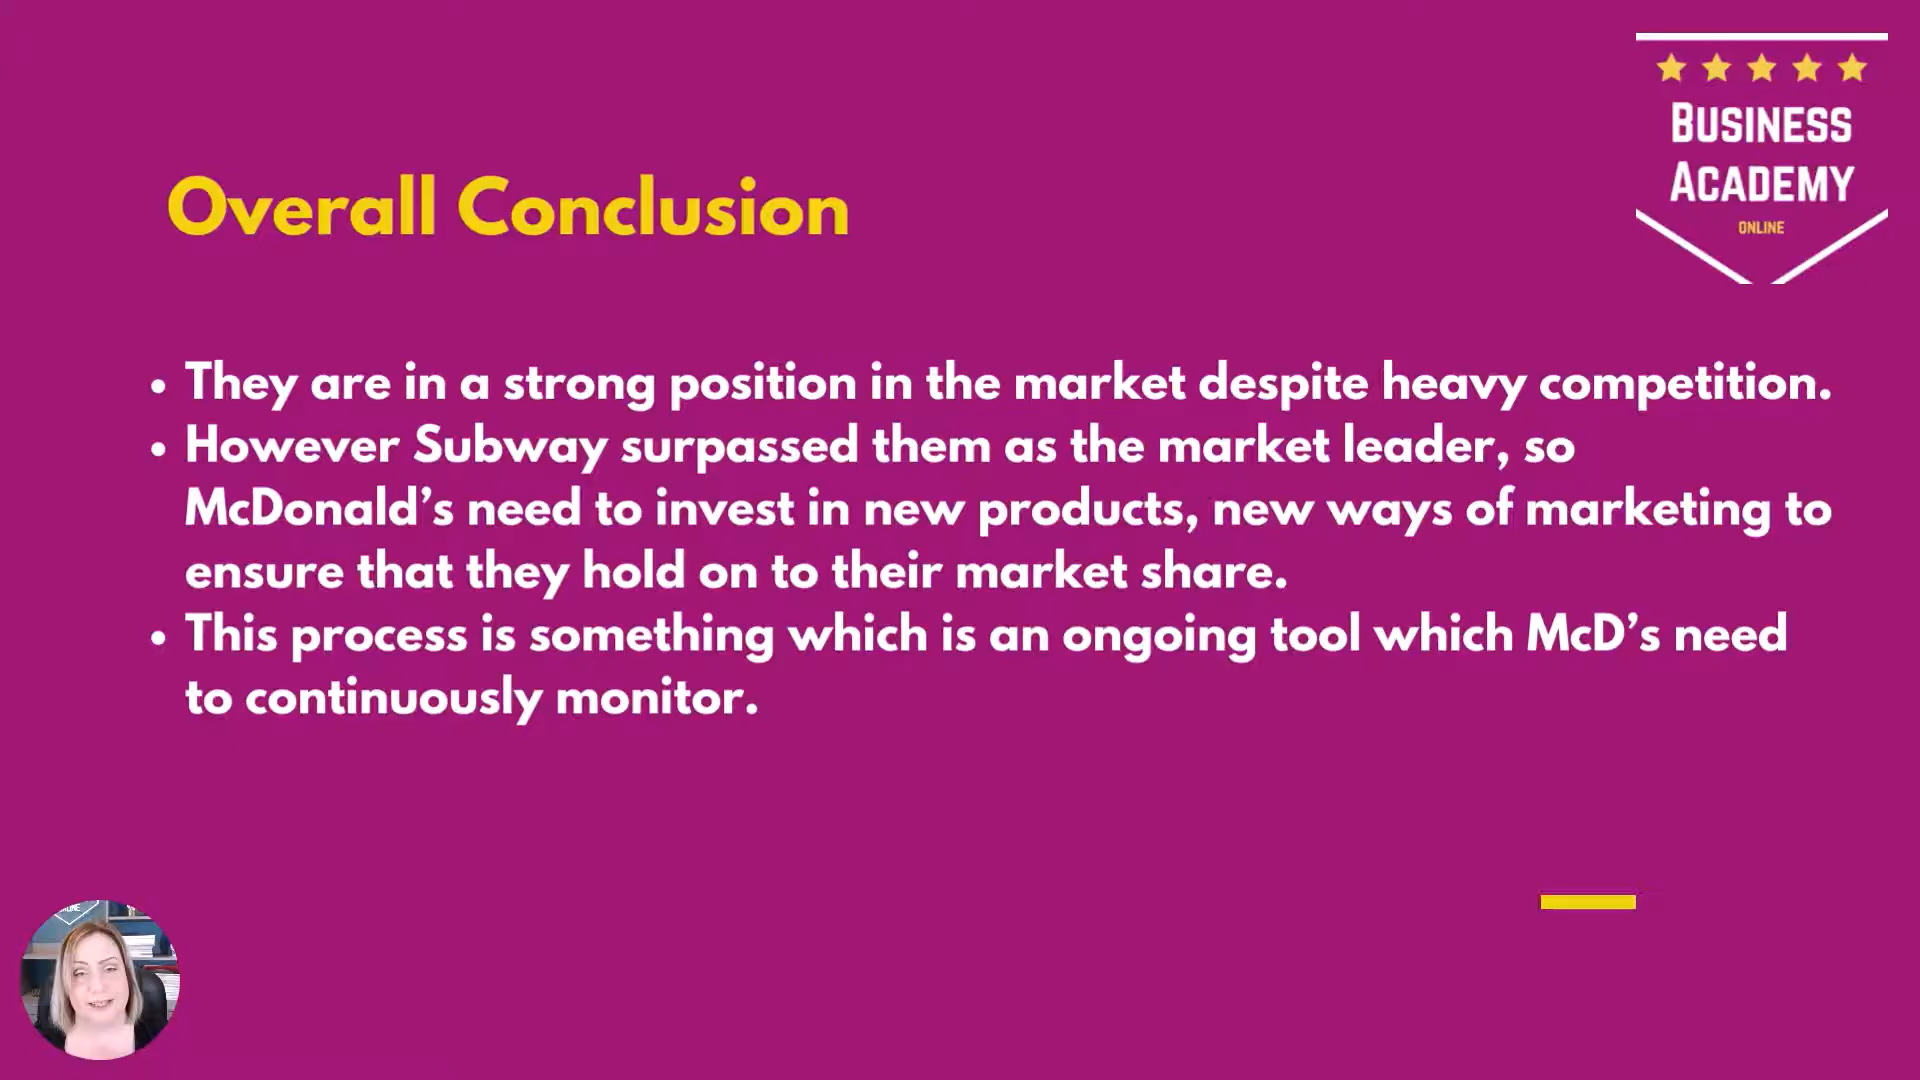 BUSINESS
ACADEMY
ONLINE
Overall Conclusion
• They are in a strong position in the market despite heavy competition.
• However Subway surpassed them as the market leader, so
McDonald’s need to invest in new products, new ways of marketing to
ensure that they hold on to their market share.
• This process is something which is an ongoing tool which McD’s need
to continuously monitor.